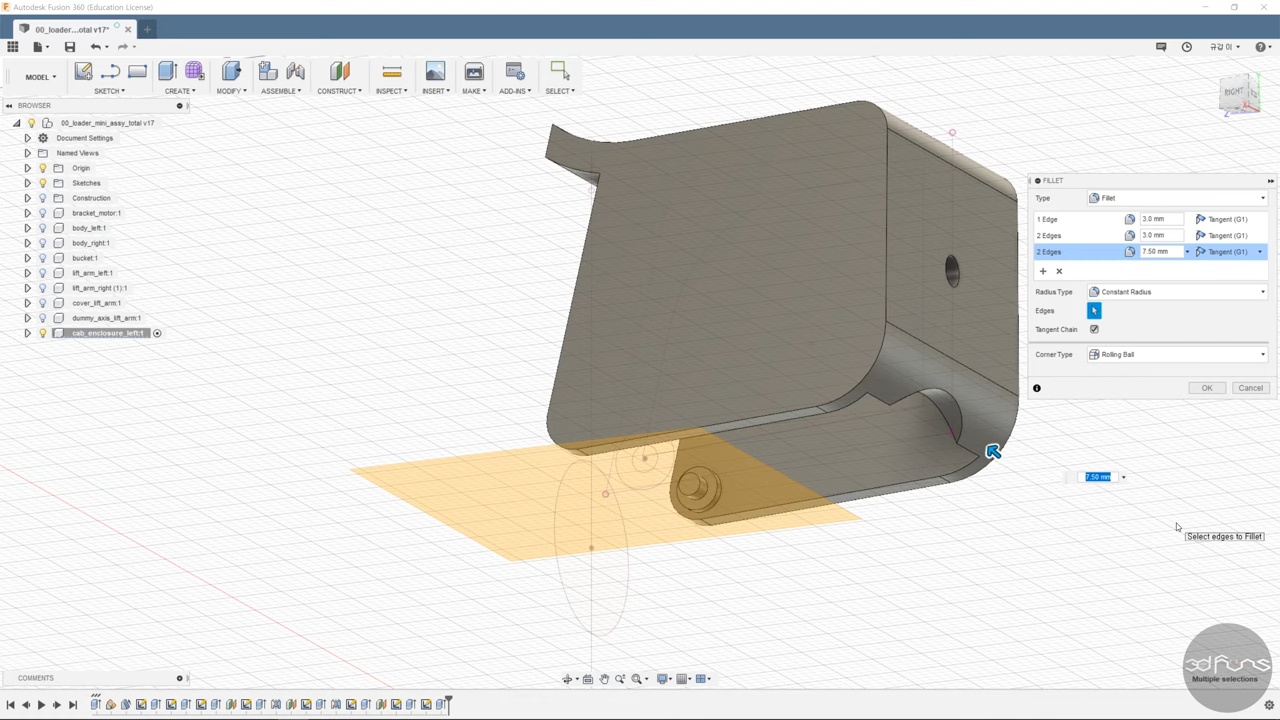 Autodesk Fusion 360 (Education License)
00_loader...otal v17*
MODEL
SKETCH
CREATE
MODIFY
ASSEMBLE
CONSTRUCT
INSPECT
INSERT
MAKE
ADD-INS
SELECT
규겁 이
BROWSER
00_loader_mini_assy_total v17
Document Settings
Named Views
Origin
Sketches
Construction
bracket_motor:1
body_left:1
body_right:1
bucket:1
lift_arm_left:1
lift_arm_right (1):1
cover_lift_arm:1
dummy_axis_lift_arm:1
cab_enclosure_left:1
RIGHT
FILLET
Type Fillet
1 Edge 3.0 mm Tangent (G1)
2 Edges 3.0 mm Tangent (G1)
2 Edges 7.50 mm Tangent (G1)
Radius Type Constant Radius
Edges
Tangent Chain
Corner Type Rolling Ball
OK Cancel
7.50 mm
Select edges to Fillet
COMMENTS
3dfuns
Multiple selections